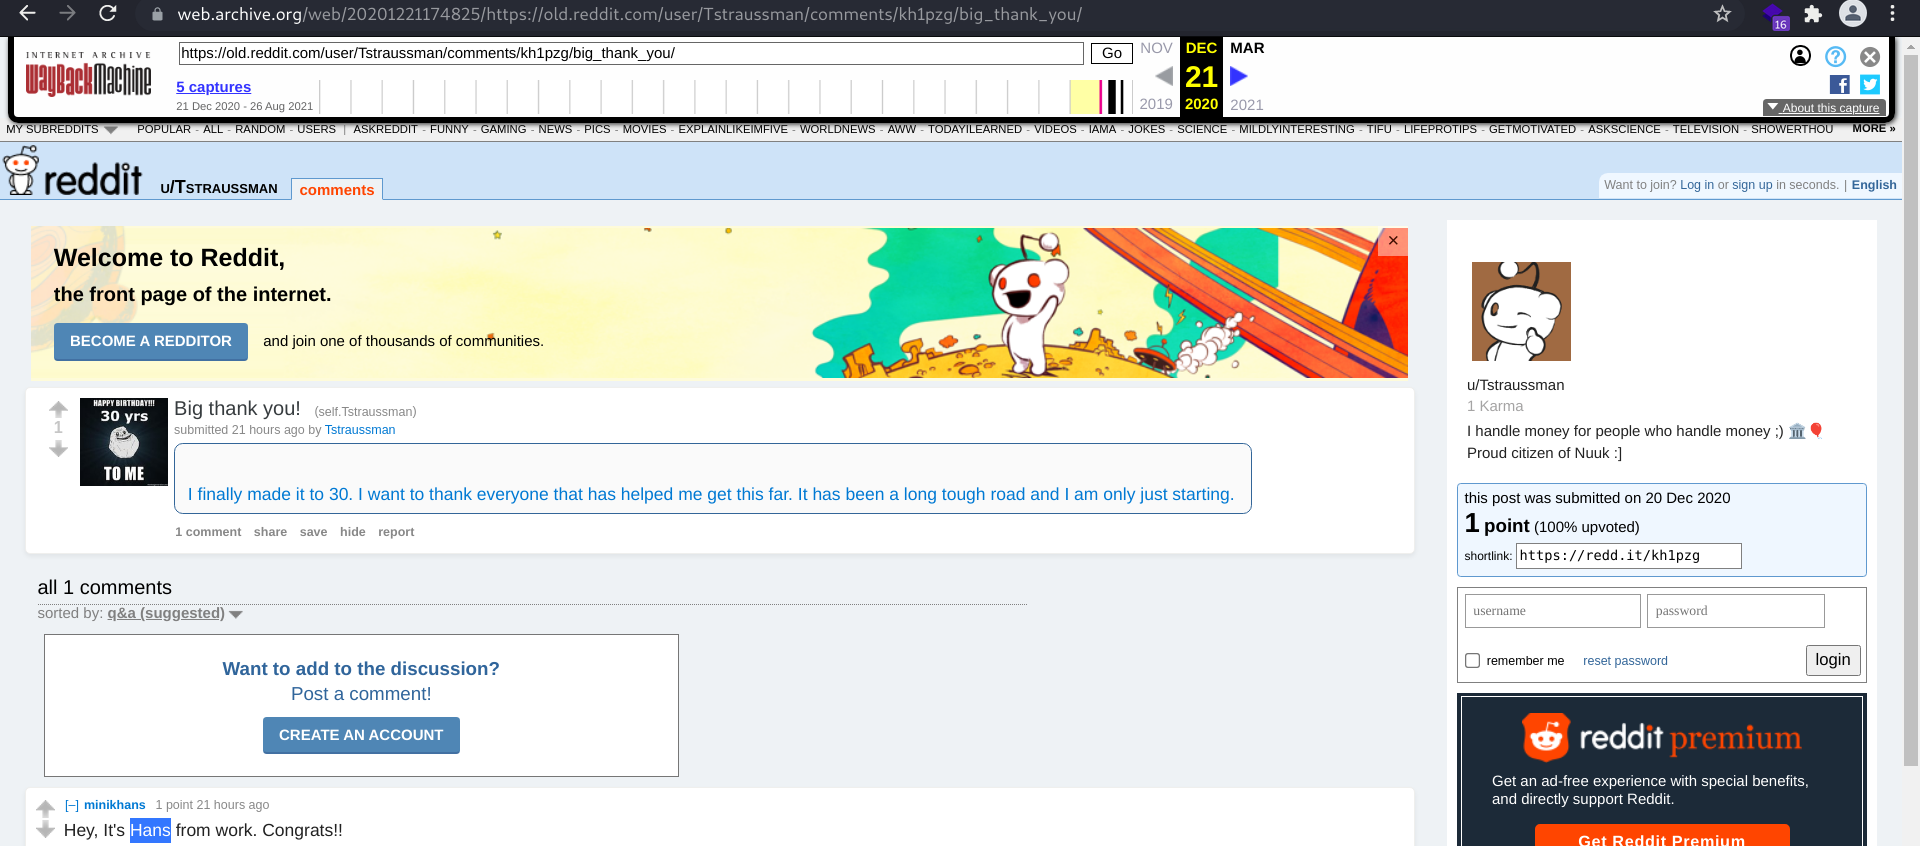 web.archive.org/web/20201221174825/https://old.reddit.com/user/Tstraussman/comments/kh1pzg/big_thank_you/
16
INTERNET ARCHIVE
WayBackMachine
https://old.reddit.com/user/Tstraussman/comments/kh1pzg/big_thank_you/
Go
NOV DEC MAR
5 captures
21
21 Dec 2020 - 26 Aug 2021
2019 2020 2021
About this capture
MY SUBREDDITS POPULAR - ALL - RANDOM - USERS | ASKREDDIT - FUNNY - GAMING - NEWS - PICS - MOVIES - EXPLAINLIKEIMFIVE - WORLDNEWS - AWW - TODAYILEARNED - VIDEOS - IAMA - JOKES - SCIENCE - MILDLYINTERESTING - TIFU - LIFEPROTIPS - GETMOTIVATED - ASKSCIENCE - TELEVISION - SHOWERTHOU MORE »
reddit u/Tstraussman comments
Want to join? Log in or sign up in seconds. | English
Welcome to Reddit,
the front page of the internet.
BECOME A REDDITOR and join one of thousands of communities.
HAPPY BIRTHDAY!!!
30 yrs
TO ME
1
Big thank you! (self.Tstraussman)
submitted 21 hours ago by Tstraussman
I finally made it to 30. I want to thank everyone that has helped me get this far. It has been a long tough road and I am only just starting.
1 comment share save hide report
all 1 comments
sorted by: q&a (suggested)
Want to add to the discussion?
Post a comment!
CREATE AN ACCOUNT
[–] minikhans 1 point 21 hours ago
Hey, It's Hans from work. Congrats!!
u/Tstraussman
1 Karma
I handle money for people who handle money ;) 🏛️🎈
Proud citizen of Nuuk :]
this post was submitted on 20 Dec 2020
1 point (100% upvoted)
shortlink: https://redd.it/kh1pzg
username password
remember me reset password login
reddit premium
Get an ad-free experience with special benefits,
and directly support Reddit.
Get Reddit Premium